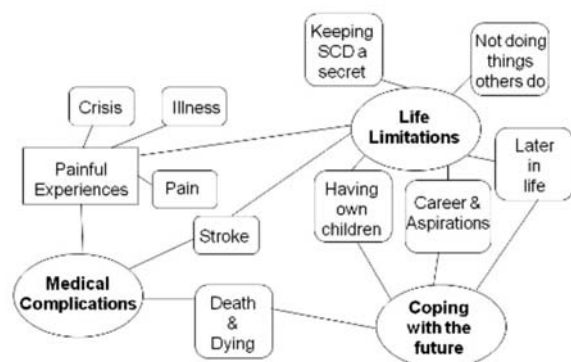 Keeping
SCD a
secret
Not doing
things
others do
Crisis
Illness
Life
Limitations
Painful
Experiences
Pain
Having
own
children
Career &
Aspirations
Later
in
life
Stroke
Medical
Complications
Death
&
Dying
Coping
with the
future